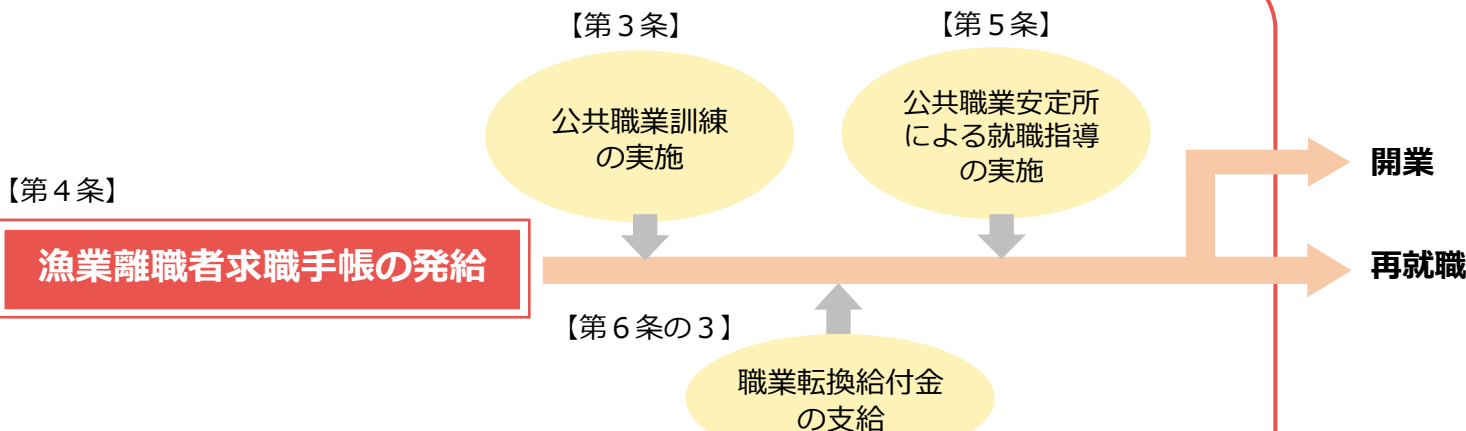 【第３条】
【第５条】
公共職業訓練
の実施
公共職業安定所
による就職指導
の実施
開業
【第４条】
漁業離職者求職手帳の発給
再就職
【第６条の３】
職業転換給付金
の支給